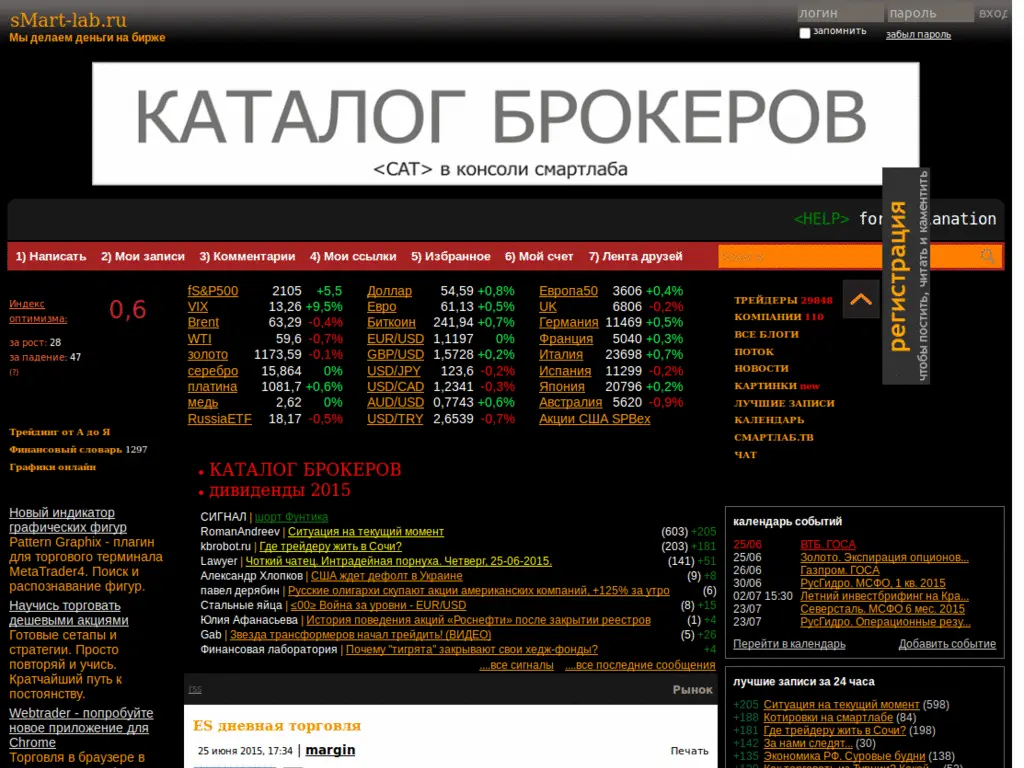 sMart-lab.ru
Мы делаем деньги на бирже
логин пароль вход
запомнить забыл пароль
КАТАЛОГ БРОКЕРОВ
<CAT> в консоли смартлаба
<HELP> for
регистрация
чтобы постить, читать и каментить
1) Написать 2) Мои записи 3) Комментарии 4) Мои ссылки 5) Избранное 6) Мой счет 7) Лента друзей
Индекс
оптимизма:
0,6
за рост: 28
за падение: 47
(?)
Трейдинг от А до Я
Финансовый словарь 1297
Графики онлайн
Новый индикатор
графических фигур
Pattern Graphix - плагин
для торгового терминала
MetaTrader4. Поиск и
распознавание фигур.
Научись торговать
дешевыми акциями
Готовые сетапы и
стратегии. Просто
повторяй и учись.
Кратчайший путь к
постоянству.
Webtrader - попробуйте
новое приложение для
Chrome
Торговля в браузере в
fS&P500 2105 +5,5
VIX 13,26 +9,5%
Brent 63,29 -0,4%
WTI 59,6 -0,7%
золото 1173,59 -0,1%
серебро 15,864 0%
платина 1081,7 +0,6%
медь 2,62 0%
RussiaETF 18,17 -0,5%
Доллар 54,59 +0,8%
Евро 61,13 +0,5%
Биткоин 241,94 +0,7%
EUR/USD 1,1197 0%
GBP/USD 1,5728 +0,2%
USD/JPY 123,6 -0,2%
USD/CAD 1,2341 -0,3%
AUD/USD 0,7743 +0,6%
USD/TRY 2,6539 -0,7%
Европа50 3606 +0,4%
UK 6806 -0,2%
Германия 11469 +0,5%
Франция 5040 +0,3%
Италия 23698 +0,7%
Испания 11299 -0,2%
Япония 20796 +0,2%
Австралия 5620 -0,9%
Акции США SPBex
ТРЕЙДЕРЫ 29848
КОМПАНИИ 110
ВСЕ БЛОГИ
ПОТОК
НОВОСТИ
КАРТИНКИ new
ЛУЧШИЕ ЗАПИСИ
КАЛЕНДАРЬ
СМАРТЛАБ.ТВ
ЧАТ
• КАТАЛОГ БРОКЕРОВ
• дивиденды 2015
СИГНАЛ | шорт Фунтика
RomanAndreev | Ситуация на текущий момент (603) +205
kbrobot.ru | Где трейдеру жить в Сочи? (203) +181
Lawyer | Чоткий чатец. Интрадейная порнуха. Четверг, 25-06-2015. (141) +51
Александр Хлопков | США ждет дефолт в Украине (9) +8
павел дерябин | Русские олигархи скупают акции американских компаний, +125% за утро (6)
Стальные яйца | ≤00≥ Война за уровни - EUR/USD (8) +15
Юлия Афанасьева | История поведения акций «Роснефти» после закрытии реестров (1) +4
Gab | Звезда трансформеров начал трейдить! (ВИДЕО) (5) +26
Финансовая лаборатория | Почему "тигрята" закрывают свои хедж-фонды? +4
....все сигналы ....все последние сообщения
rss Рынок
ES дневная торговля
25 июня 2015, 17:34 | margin Печать
календарь событий
25/06 ВТБ. ГОСА
25/06 Золото. Экспирация опционов...
26/06 Газпром. ГОСА
30/06 РусГидро. МСФО, 1 кв. 2015
02/07 15:30 Летний инвестбрифинг на Кра...
23/07 Северсталь. МСФО 6 мес. 2015
23/07 РусГидро. Операционные резу...
Перейти в календарь Добавить событие
лучшие записи за 24 часа
+205 Ситуация на текущий момент (598)
+188 Котировки на смартлабе (84)
+181 Где трейдеру жить в Сочи? (198)
+142 За нами следят... (30)
+135 Экономика РФ. Суровые будни (138)